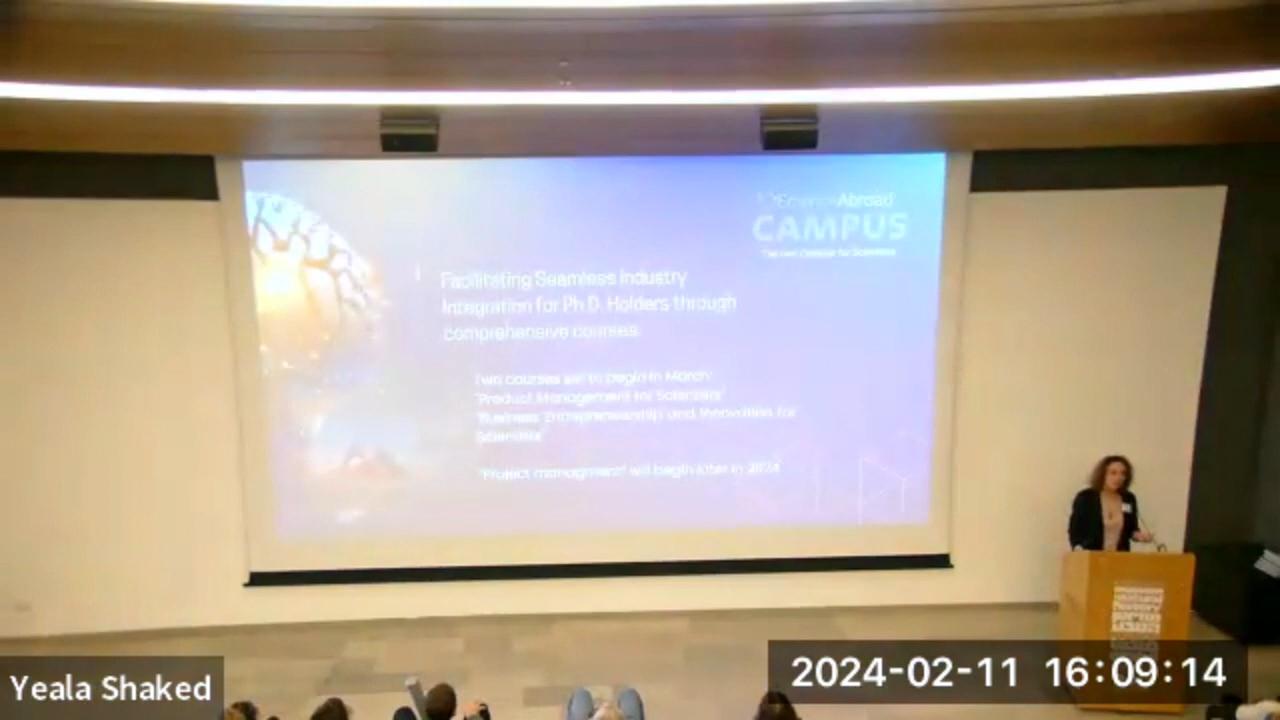 Abroad
CAMPUS
Facilitating Seamless Industry
Integration for Ph.D. Holders through
comprehensive courses.
Two courses set to begin in March:
"Product Management for Scientists"
"Business Entrepreneurship and Innovation for
Scientists"
"Project managment" will begin later in 2024
Yeala Shaked
2024-02-11 16:09:14